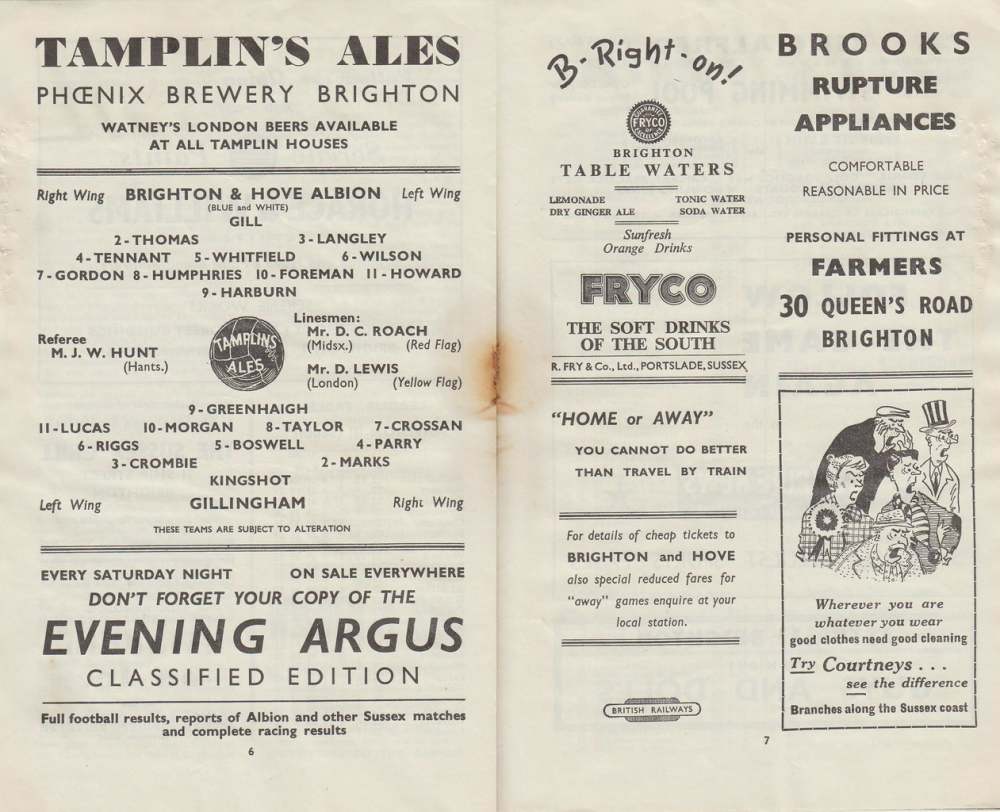 TAMPLIN'S ALES
PHŒNIX BREWERY BRIGHTON
WATNEY'S LONDON BEERS AVAILABLE
AT ALL TAMPLIN HOUSES
Right Wing BRIGHTON & HOVE ALBION Left Wing
(BLUE and WHITE)
GILL
2-THOMAS 3-LANGLEY
4-TENNANT 5-WHITFIELD 6-WILSON
7-GORDON 8-HUMPHRIES 10-FOREMAN 11-HOWARD
9-HARBURN
Referee
M. J. W. HUNT
(Hants.)
TAMPLINS
ALES
Linesmen:
Mr. D. C. ROACH
(Midsx.) (Red Flag)
Mr. D. LEWIS
(London) (Yellow Flag)
9-GREENHAIGH
11-LUCAS 10-MORGAN 8-TAYLOR 7-CROSSAN
6-RIGGS 5-BOSWELL 4-PARRY
3-CROMBIE 2-MARKS
KINGSHOT
Left Wing GILLINGHAM Right Wing
THESE TEAMS ARE SUBJECT TO ALTERATION
EVERY SATURDAY NIGHT ON SALE EVERYWHERE
DON'T FORGET YOUR COPY OF THE
EVENING ARGUS
CLASSIFIED EDITION
Full football results, reports of Albion and other Sussex matches
and complete racing results
6
B-Right-on!
GUARANTEE
FRYCO
OF EXCELLENCE
BRIGHTON
TABLE WATERS
LEMONADE TONIC WATER
DRY GINGER ALE SODA WATER
Sunfresh
Orange Drinks
FRYCO
THE SOFT DRINKS
OF THE SOUTH
R. FRY & Co., Ltd., PORTSLADE, SUSSEX
"HOME or AWAY"
YOU CANNOT DO BETTER
THAN TRAVEL BY TRAIN
For details of cheap tickets to
BRIGHTON and HOVE
also special reduced fares for
"away" games enquire at your
local station.
BRITISH RAILWAYS
BROOKS
RUPTURE
APPLIANCES
COMFORTABLE
REASONABLE IN PRICE
PERSONAL FITTINGS AT
FARMERS
30 QUEEN'S ROAD
BRIGHTON
Wherever you are
whatever you wear
good clothes need good cleaning
Try Courtneys . . .
see the difference
Branches along the Sussex coast
7